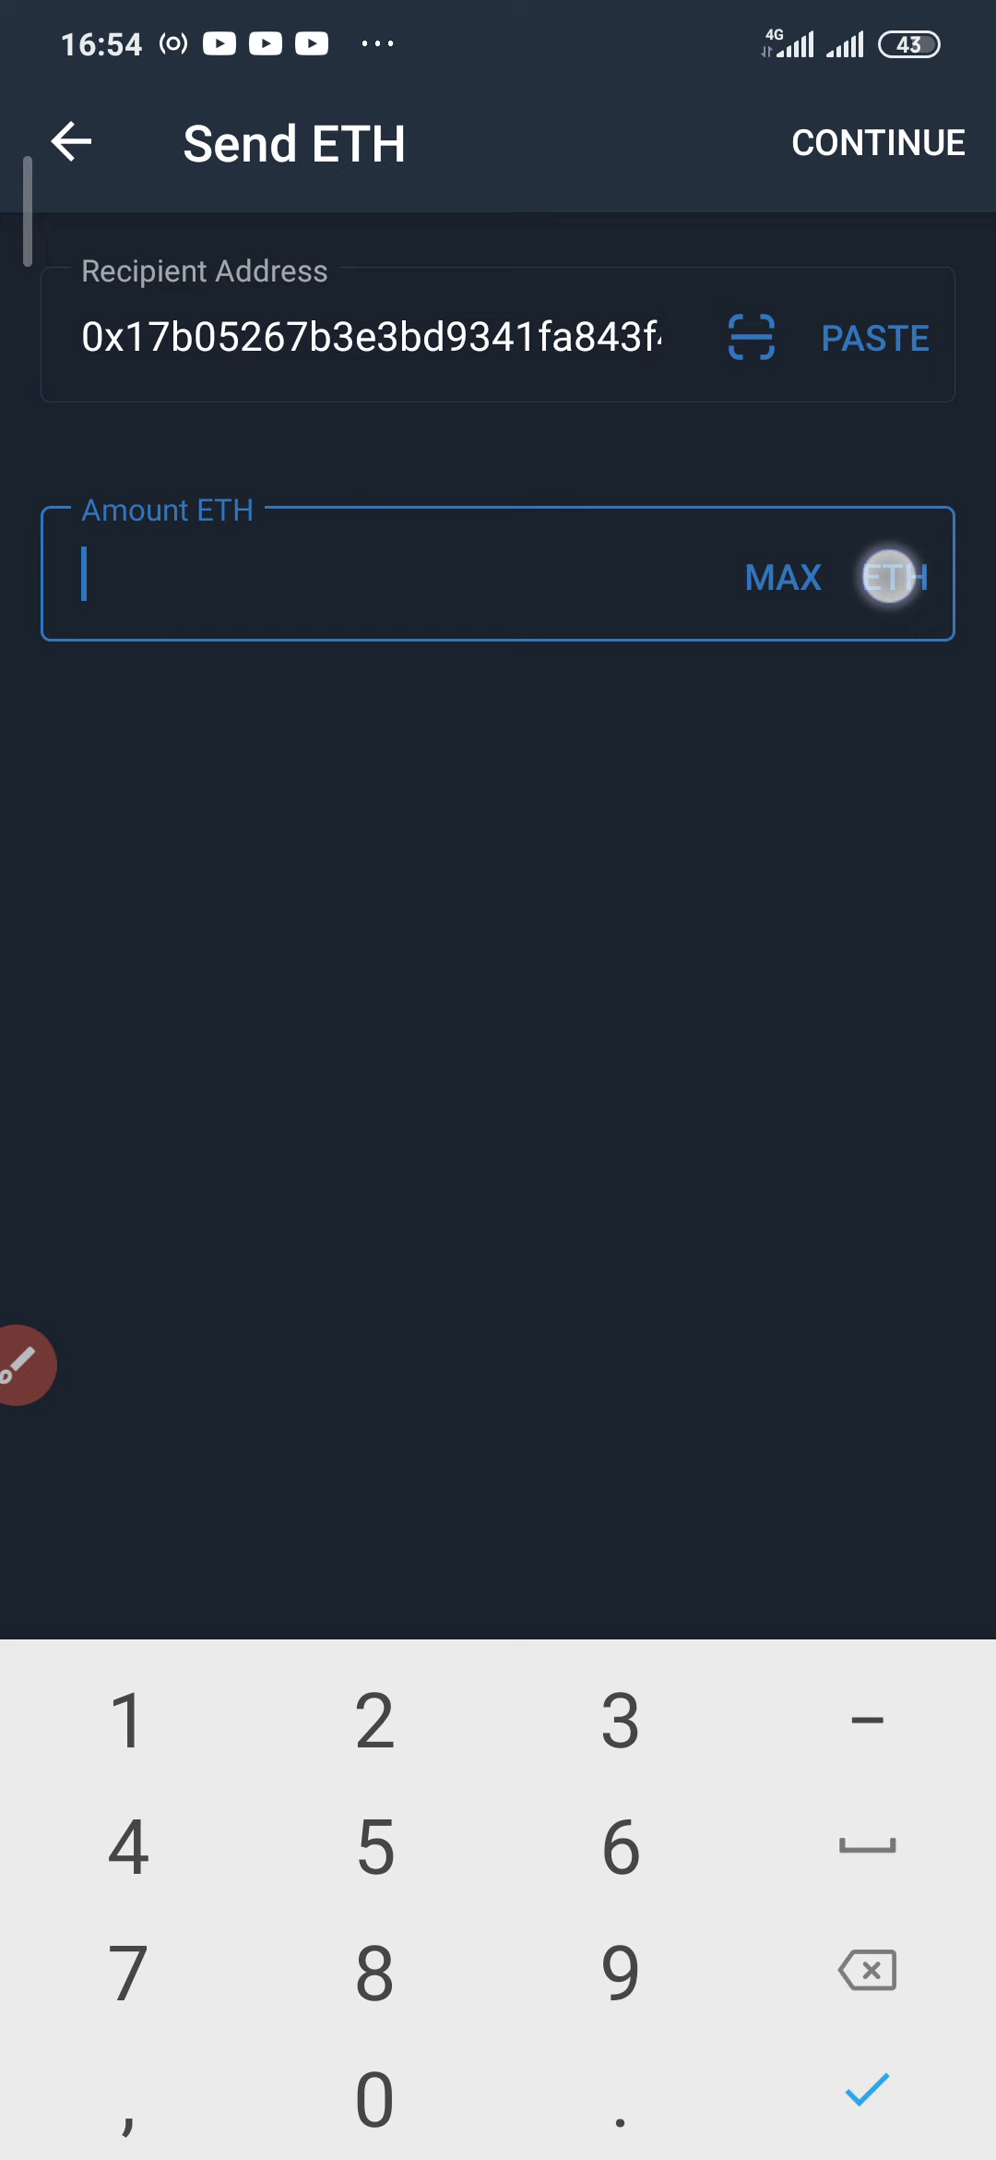 16:54 4G 43
Send ETH CONTINUE
Recipient Address
0x17b05267b3e3bd9341fa843f PASTE
Amount ETH
MAX ETH
1 2 3 -
4 5 6
7 8 9
, 0 .